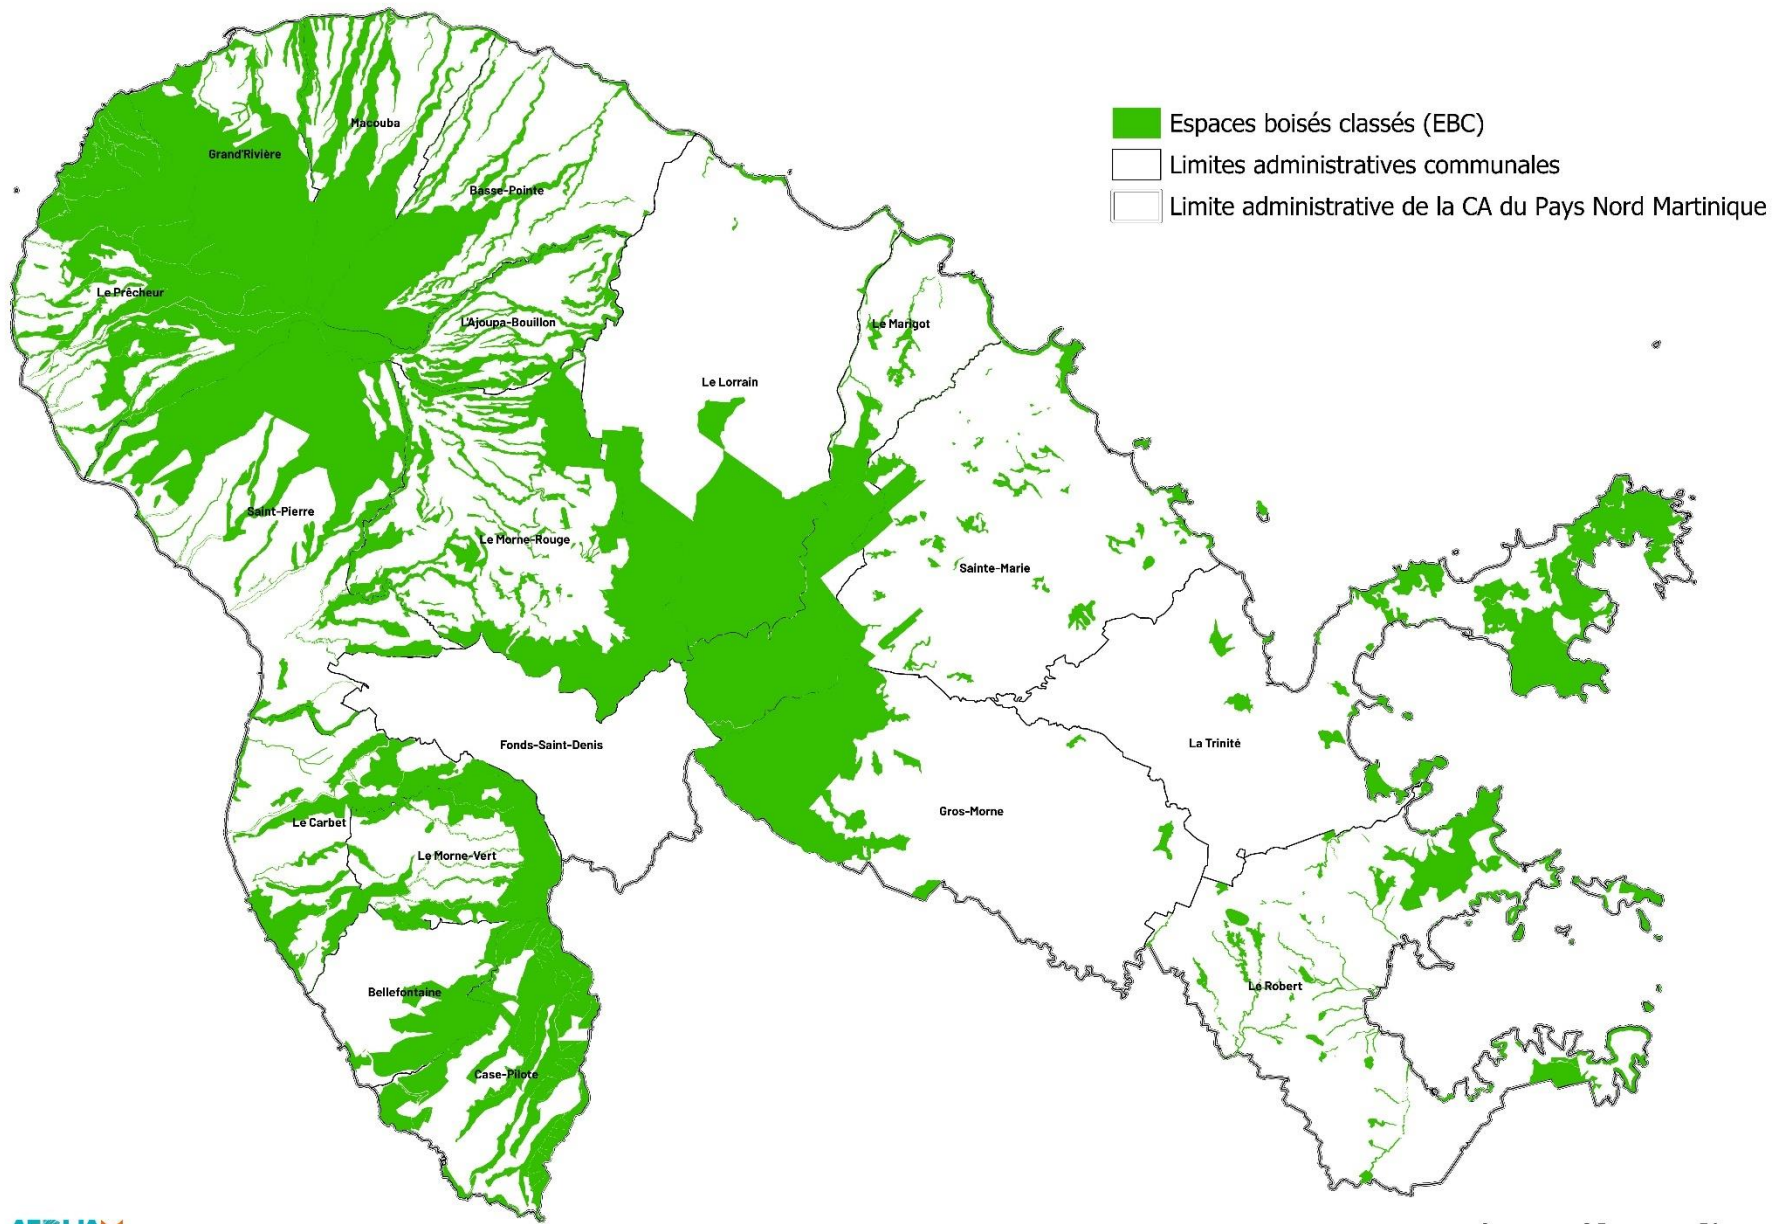 Espaces boisés classés (EBC)
Limites administratives communales
Limite administrative de la CA du Pays Nord Martinique
Macouba
Grand'Rivière
Basse-Pointe
Le Prêcheur
L'Ajoupa-Bouillon
Le Marigot
Le Lorrain
Saint-Pierre
Le Morne-Rouge
Sainte-Marie
Fonds-Saint-Denis
La Trinité
Le Carbet
Gros-Morne
Le Morne-Vert
Bellefontaine
Le Robert
Case-Pilote